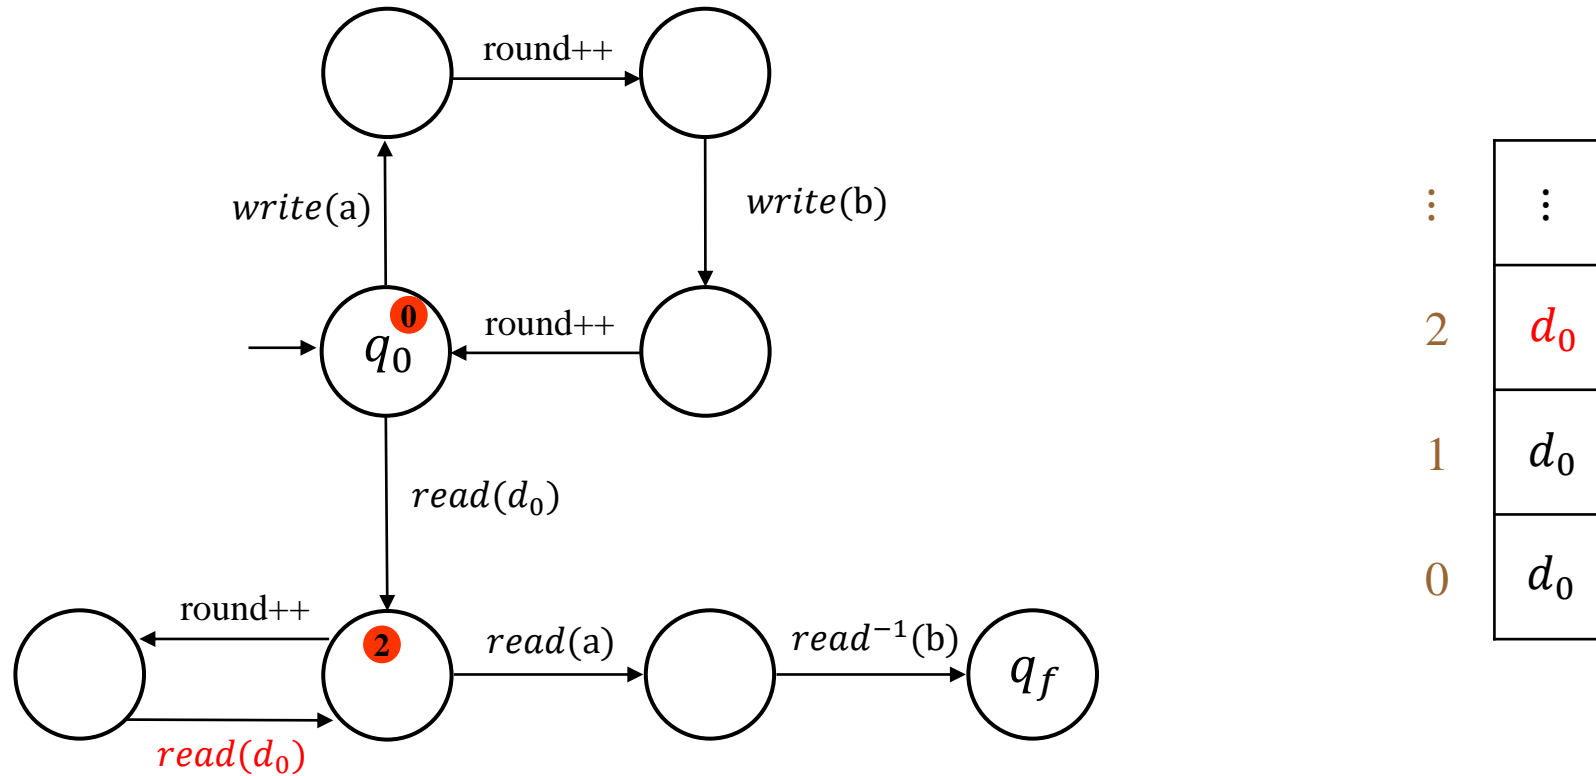 round++
write(a)
write(b)
⋮ ⋮
0
q₀
round++
2 d₀
1 d₀
read(d₀)
0 d₀
round++
2
read(a)
read⁻¹(b)
q_f
read(d₀)